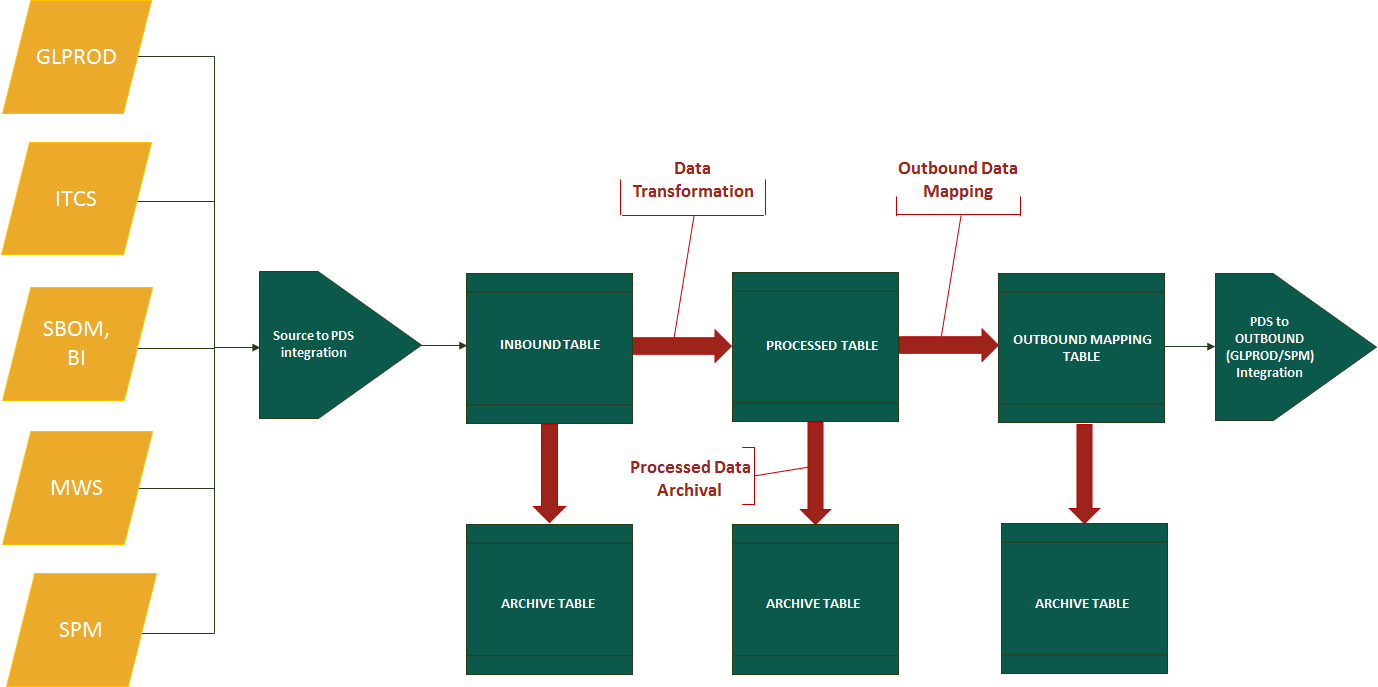 GLPROD
ITCS
SBOM,
BI
MWS
SPM
Source to PDS
integration
INBOUND TABLE
Data
Transformation
PROCESSED TABLE
Outbound Data
Mapping
OUTBOUND MAPPING
TABLE
PDS to
OUTBOUND
(GLPROD/SPM)
Integration
Processed Data
Archival
ARCHIVE TABLE
ARCHIVE TABLE
ARCHIVE TABLE